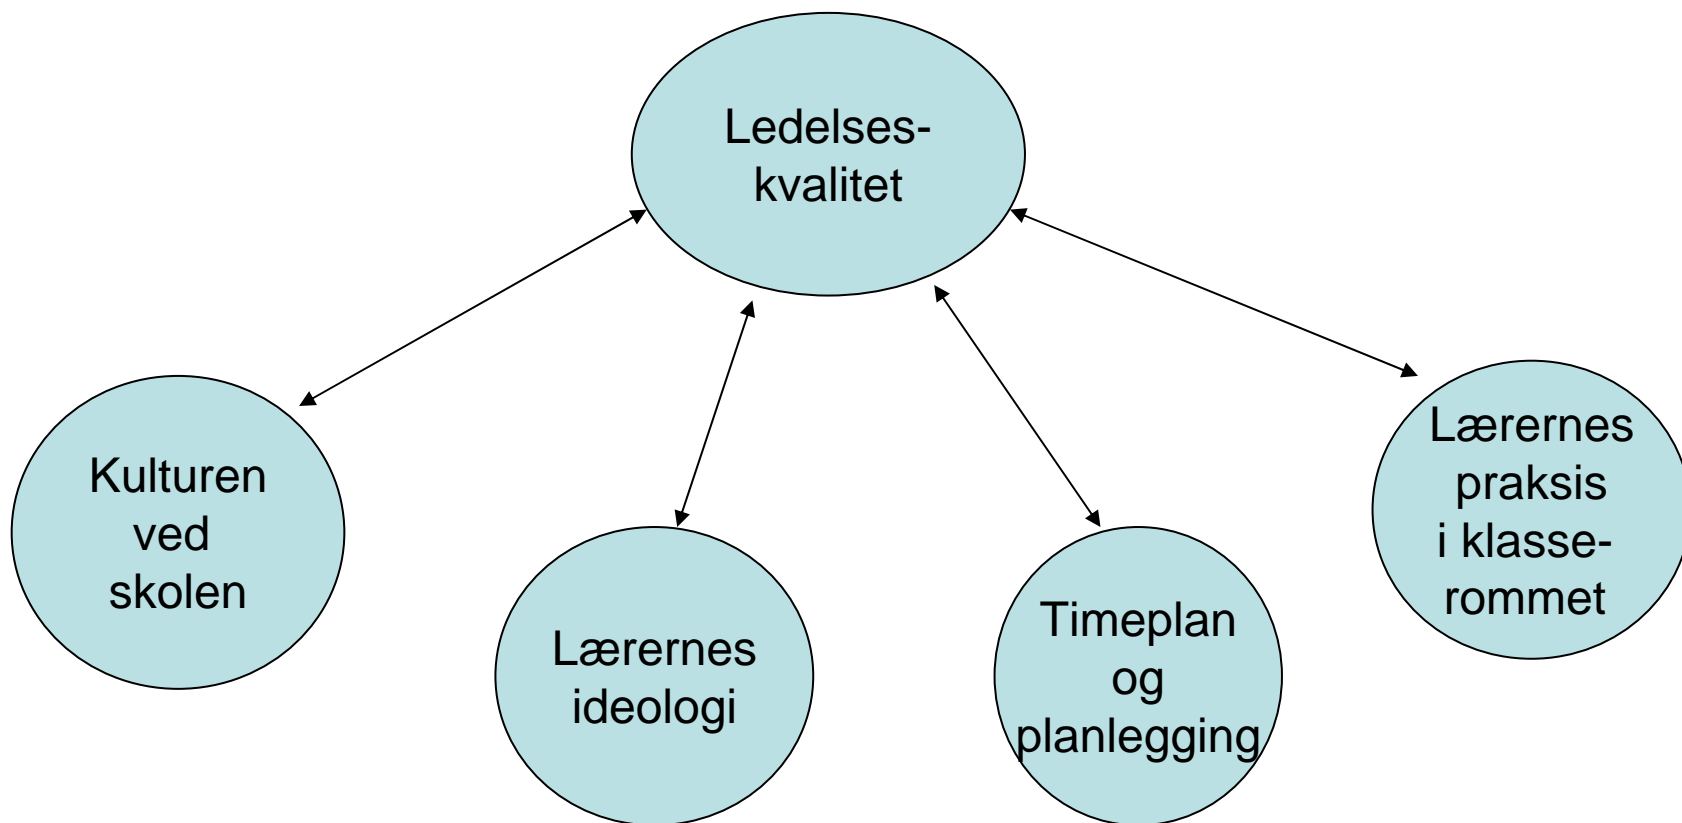 Ledelses-
kvalitet
Kulturen
ved
skolen
Lærernes
ideologi
Timeplan
og
planlegging
Lærernes
praksis
i klasse-
rommet